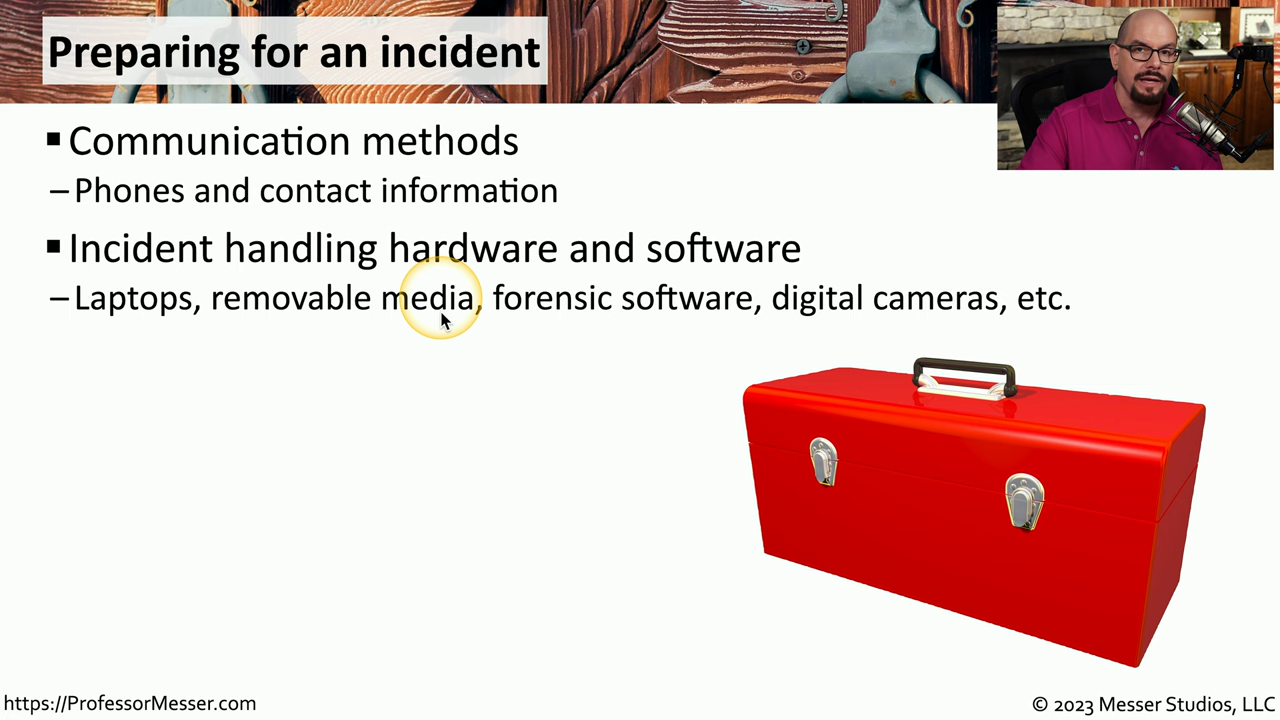 Preparing for an incident
▪ Communication methods
– Phones and contact information
▪ Incident handling hardware and software
– Laptops, removable media, forensic software, digital cameras, etc.
https://ProfessorMesser.com
© 2023 Messer Studios, LLC